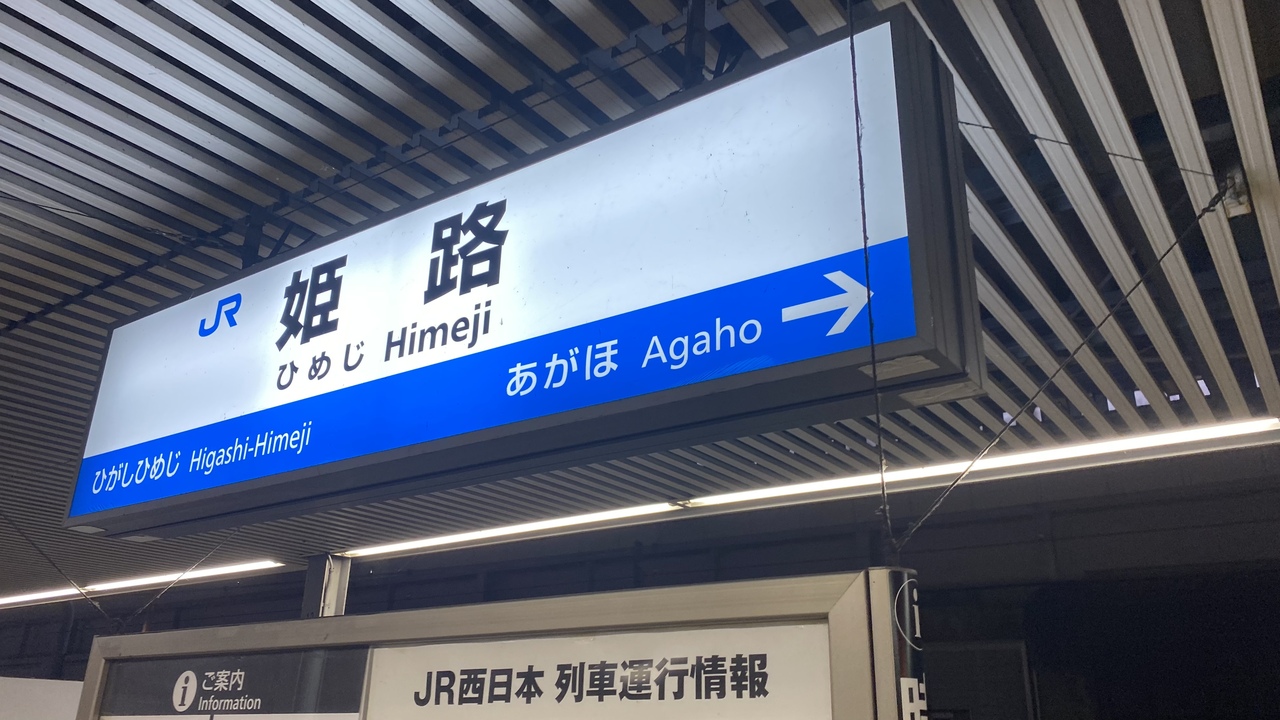 JR 姫路
ひめじ Himeji
あがほ Agaho →
ひがしひめじ Higashi-Himeji
i ご案内
Information
JR西日本 列車運行情報
i